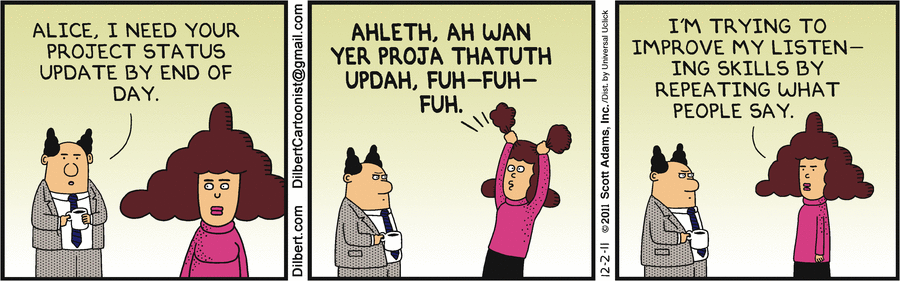 ALICE, I NEED YOUR
PROJECT STATUS
UPDATE BY END OF
DAY.
Dilbert.com DilbertCartoonist@gmail.com
AHLETH, AH WAN
YER PROJA THATUTH
UPDAH, FUH-FUH-
FUH.
12-2-11 ©2011 Scott Adams, Inc. /Dist. by Universal Uclick
I'M TRYING TO
IMPROVE MY LISTEN-
ING SKILLS BY
REPEATING WHAT
PEOPLE SAY.